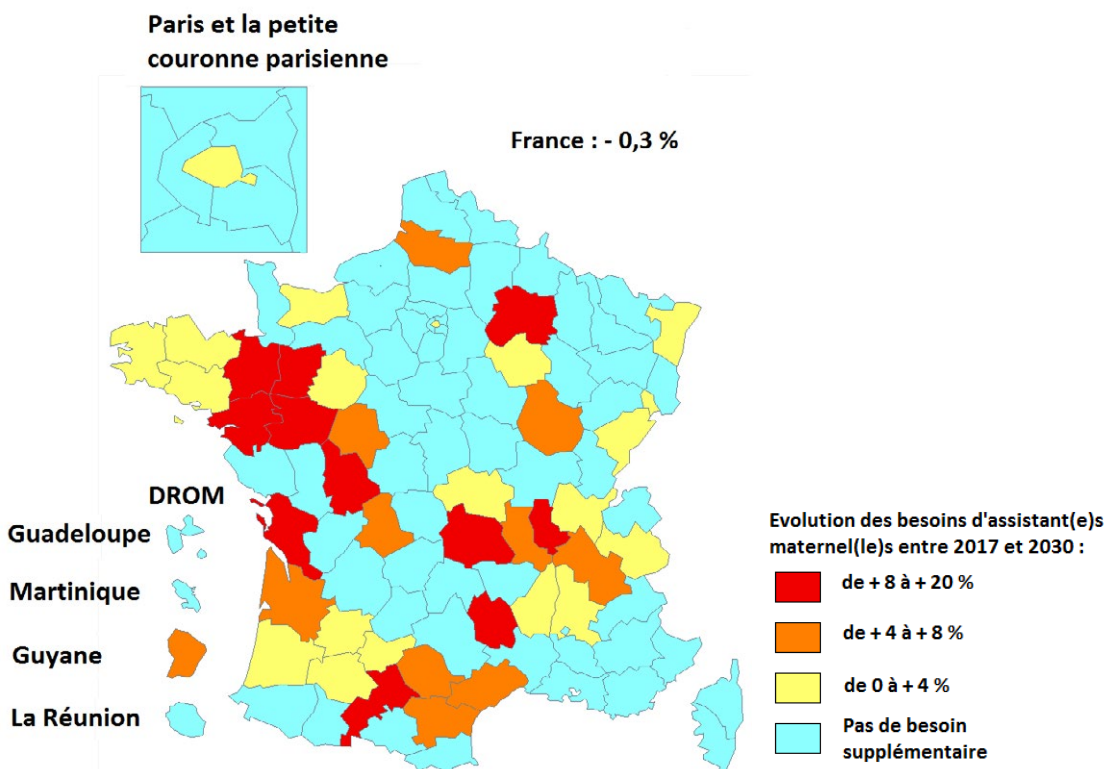 Paris et la petite
couronne parisienne
France : - 0,3 %
DROM
Guadeloupe
Martinique
Guyane
La Réunion
Evolution des besoins d'assistant(e)s
maternel(le)s entre 2017 et 2030 :
de + 8 à + 20 %
de + 4 à + 8 %
de 0 à + 4 %
Pas de besoin
supplémentaire